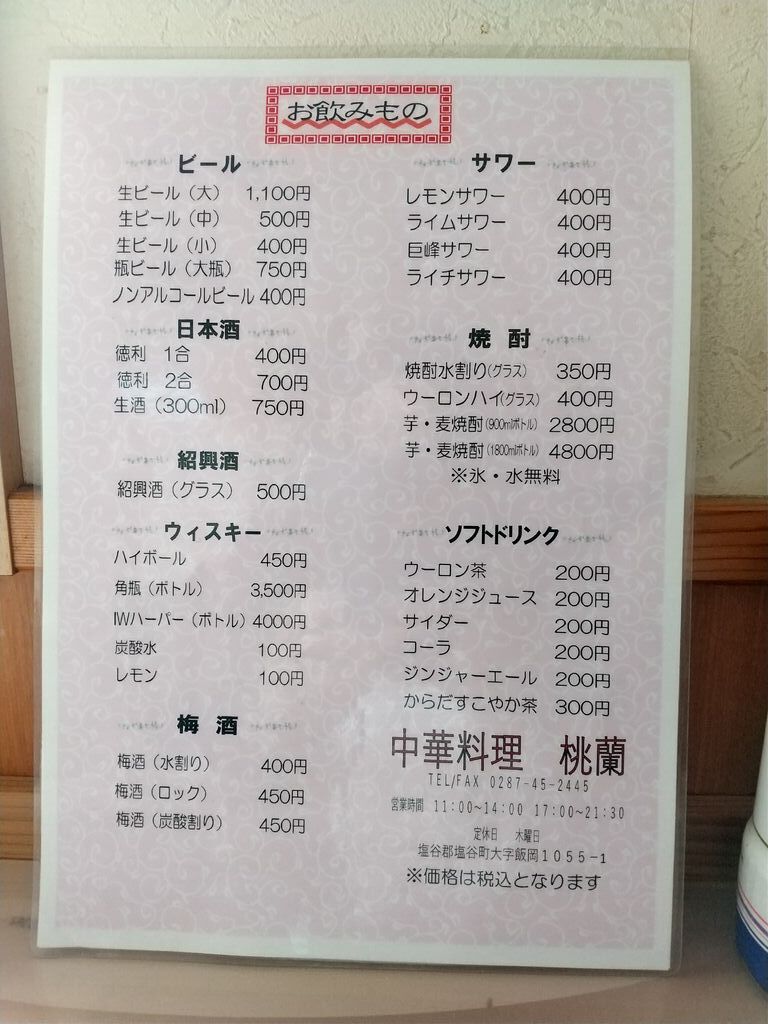 お飲みもの
ビール
生ビール（大） 1,100円
生ビール（中） 500円
生ビール（小） 400円
瓶ビール（大瓶） 750円
ノンアルコールビール 400円
日本酒
徳利 1合 400円
徳利 2合 700円
生酒（300ml） 750円
紹興酒
紹興酒（グラス） 500円
ウィスキー
ハイボール 450円
角瓶（ボトル） 3,500円
IWハーパー（ボトル） 4000円
炭酸水 100円
レモン 100円
梅酒
梅酒（水割り） 400円
梅酒（ロック） 450円
梅酒（炭酸割り） 450円
サワー
レモンサワー 400円
ライムサワー 400円
巨峰サワー 400円
ライチサワー 400円
焼酎
焼酎水割り（グラス） 350円
ウーロンハイ（グラス） 400円
芋・麦焼酎（900mlボトル） 2800円
芋・麦焼酎（1800mlボトル） 4800円
※氷・水無料
ソフトドリンク
ウーロン茶 200円
オレンジジュース 200円
サイダー 200円
コーラ 200円
ジンジャーエール 200円
からだすこやか茶 300円
中華料理 桃蘭
TEL/FAX 0287-45-2445
営業時間 11:00～14:00 17:00～21:30
定休日 木曜日
塩谷郡塩谷町大字飯岡1055-1
※価格は税込となります